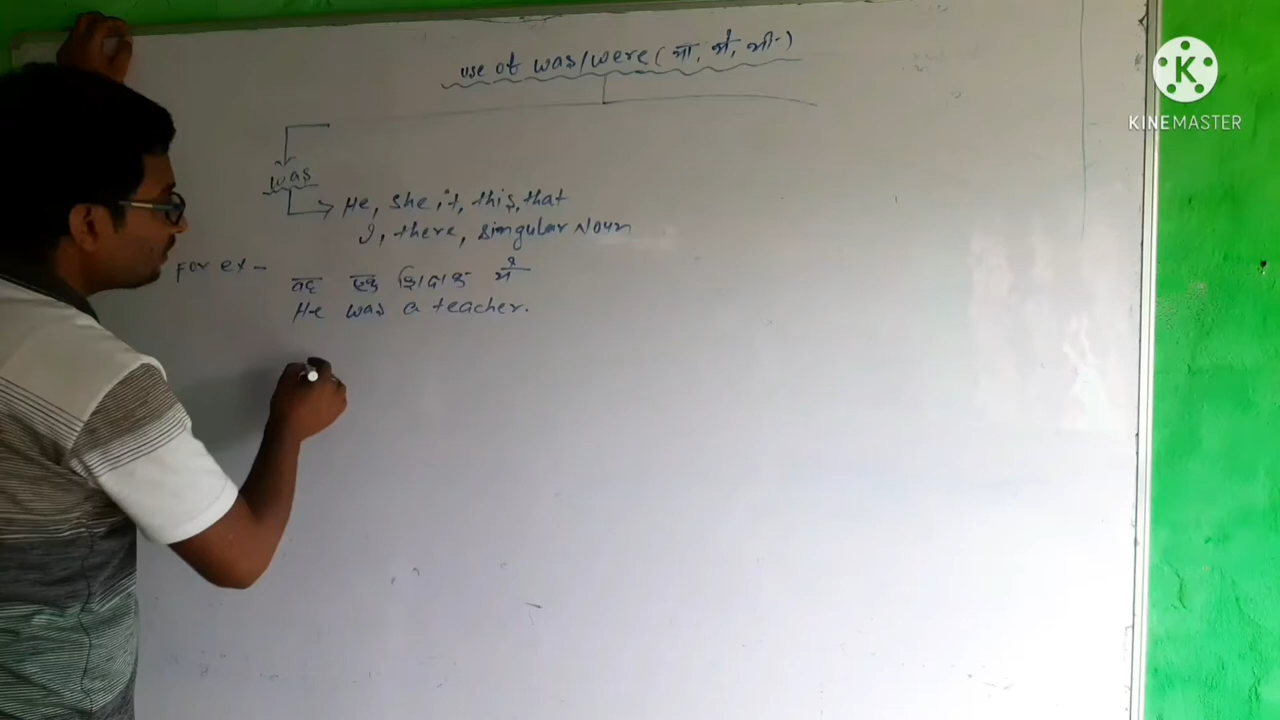 use of was/were (था, थे, थी)
KINEMASTER
was
He, she, it, this, that
I, there, singular Noun
For ex -
वह एक शिक्षक थे
He was a teacher.